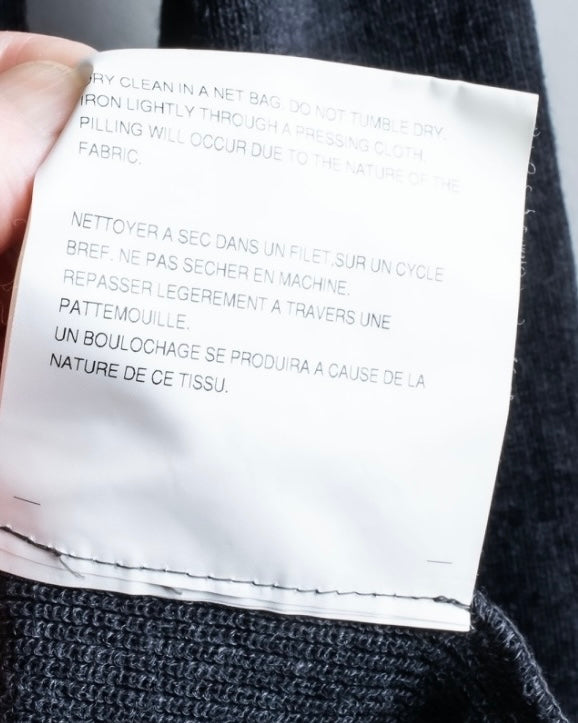 DRY CLEAN IN A NET BAG. DO NOT TUMBLE DRY.
IRON LIGHTLY THROUGH A PRESSING CLOTH.
PILLING WILL OCCUR DUE TO THE NATURE OF THE
FABRIC.
NETTOYER A SEC DANS UN FILET,SUR UN CYCLE
BREF. NE PAS SECHER EN MACHINE.
REPASSER LEGEREMENT A TRAVERS UNE
PATTEMOUILLE.
UN BOULOCHAGE SE PRODUIRA A CAUSE DE LA
NATURE DE CE TISSU.